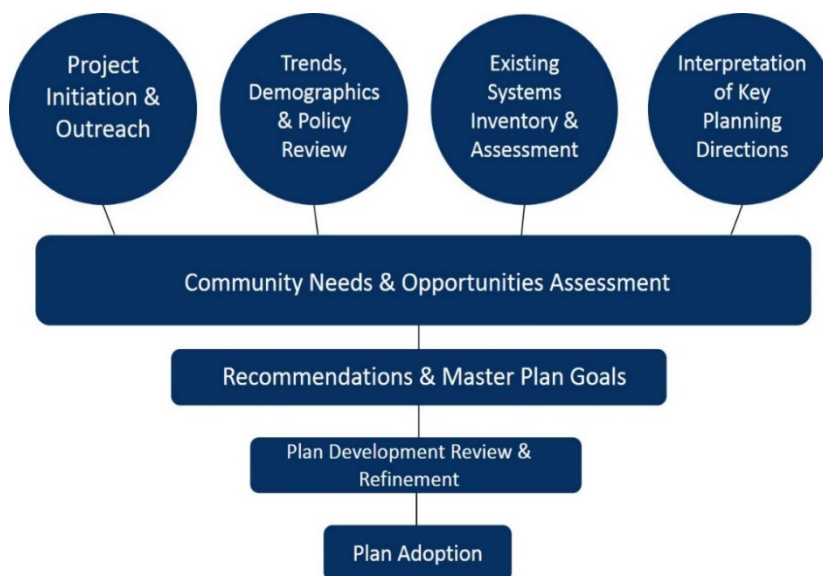 Project
Initiation &
Outreach
Trends,
Demographics
& Policy
Review
Existing
Systems
Inventory &
Assessment
Interpretation
of Key
Planning
Directions
Community Needs & Opportunities Assessment
Recommendations & Master Plan Goals
Plan Development Review &
Refinement
Plan Adoption